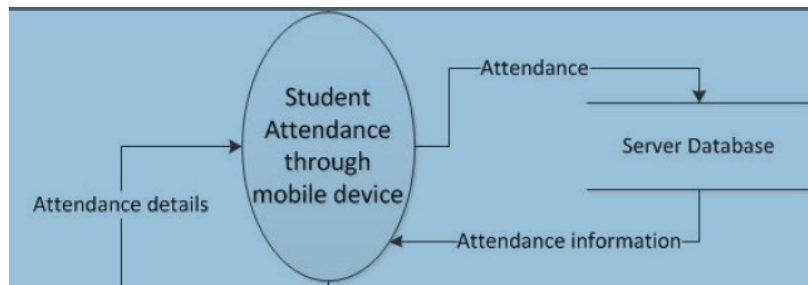 Attendance
Student
Attendance
through
mobile device
Server Database
Attendance details
Attendance information